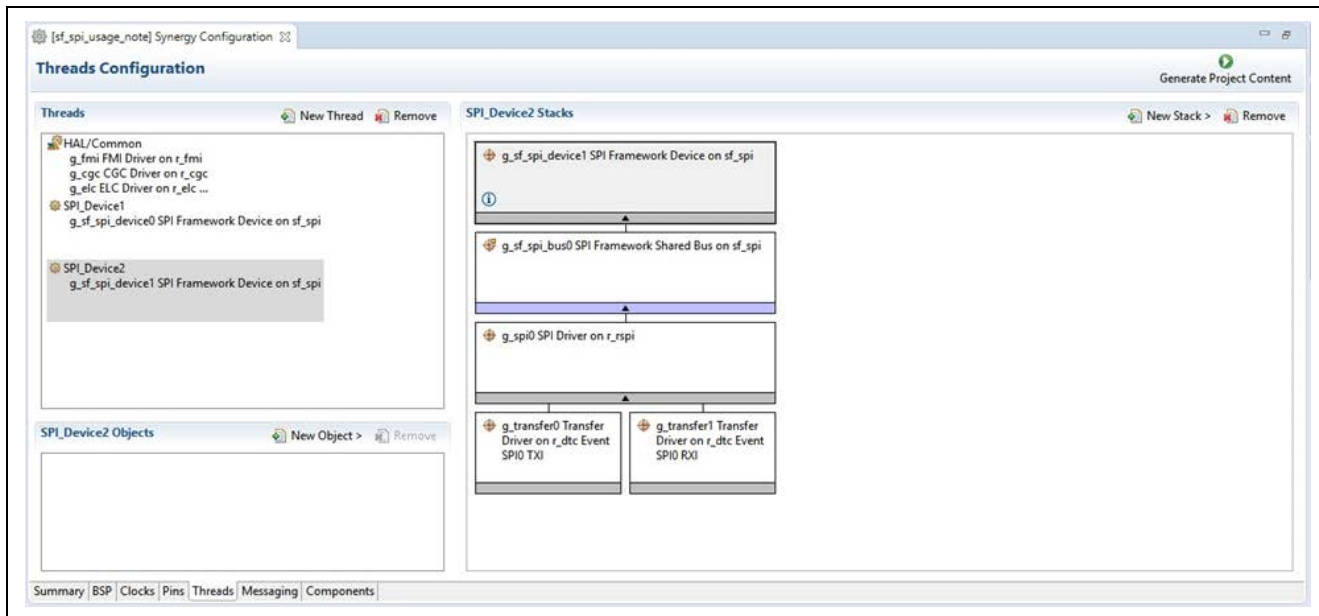 [sf_spi_usage_note] Synergy Configuration
Threads Configuration
Generate Project Content
Threads
New Thread
Remove
HAL/Common
g_fmi FMI Driver on r_fmi
g_cgc CGC Driver on r_cgc
g_elc ELC Driver on r_elc ...
SPI_Device1
g_sf_spi_device0 SPI Framework Device on sf_spi
SPI_Device2
g_sf_spi_device1 SPI Framework Device on sf_spi
SPI_Device2 Objects
New Object >
Remove
SPI_Device2 Stacks
New Stack >
Remove
g_sf_spi_device1 SPI Framework Device on sf_spi
g_sf_spi_bus0 SPI Framework Shared Bus on sf_spi
g_spi0 SPI Driver on r_rspi
g_transfer0 Transfer
Driver on r_dtc Event
SPI0 TXI
g_transfer1 Transfer
Driver on r_dtc Event
SPI0 RXI
Summary BSP Clocks Pins Threads Messaging Components